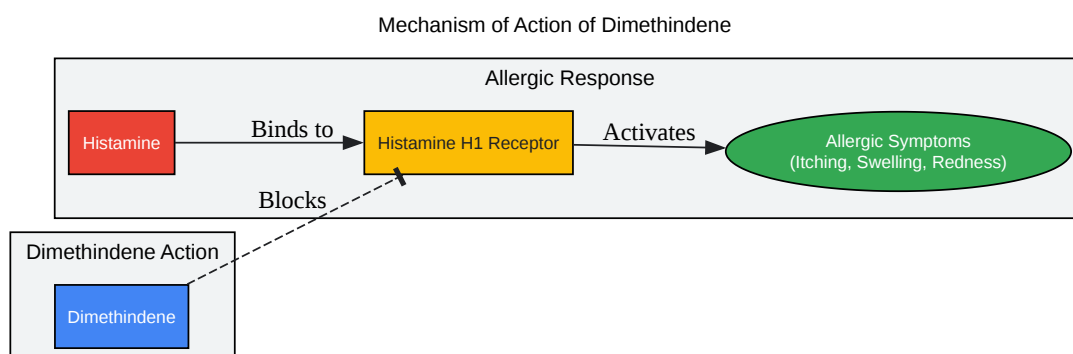 Mechanism of Action of Dimethindene
Allergic Response
Histamine
Binds to
Histamine H1 Receptor
Activates
Allergic Symptoms
(Itching, Swelling, Redness)
Blocks
Dimethindene Action
Dimethindene